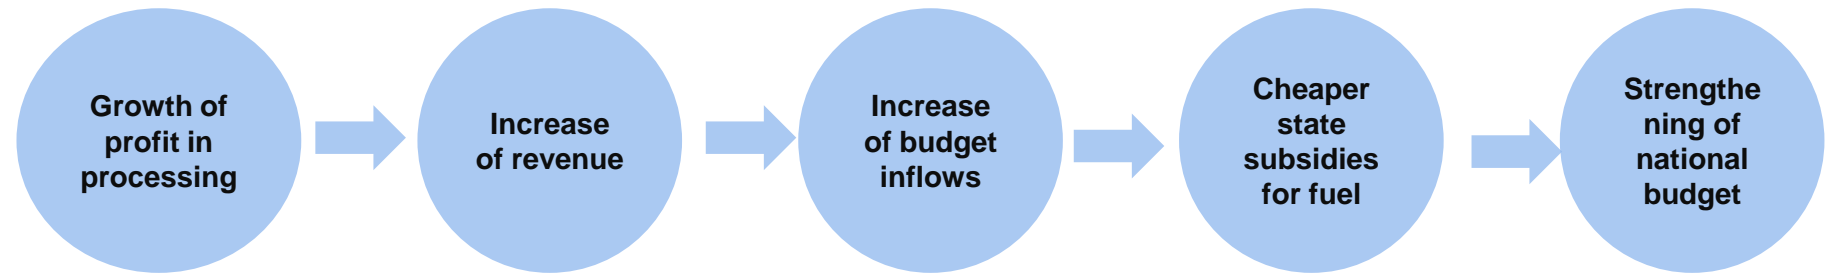 Growth of
profit in
processing
Increase
of revenue
Increase
of budget
inflows
Cheaper
state
subsidies
for fuel
Strengthe
ning of
national
budget